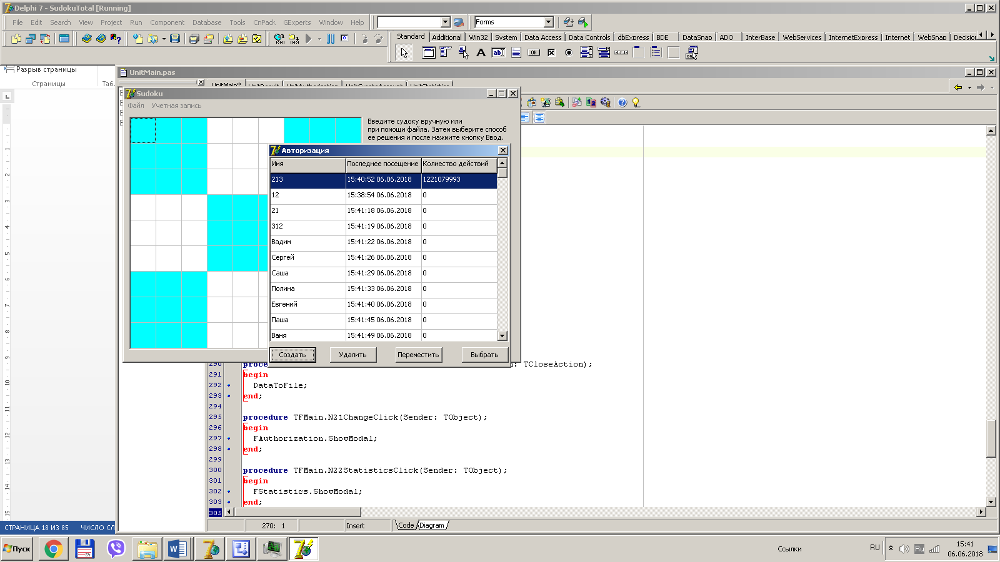 Delphi 7 - SudokuTotal [Running]
File Edit Search View Project Run Component Database Tools CnPack GExperts Window Help
Forms
Standard Additional Win32 System Data Access Data Controls dbExpress BDE DataSnap ADO InterBase WebServices InternetExpress Internet WebSnap
Разрыв страницы
Страницы
UnitMain.pas
UnitMain* UnitResult UnitAuthorization UnitCreateAccount UnitStatistics
Sudoku
Файл Учетная запись
Введите судоку вручную или
при помощи файла. Затем выберите способ
ее решения и после нажмите кнопку Ввод.
Авторизация
Имя Последнее посещение Колиество действий
213 15:40:52 06.06.2018 1221079993
12 15:38:54 06.06.2018 0
21 15:41:18 06.06.2018 0
312 15:41:19 06.06.2018 0
Вадим 15:41:22 06.06.2018 0
Сергей 15:41:26 06.06.2018 0
Саша 15:41:29 06.06.2018 0
Полина 15:41:33 06.06.2018 0
Евгений 15:41:40 06.06.2018 0
Паша 15:41:45 06.06.2018 0
Ваня 15:41:49 06.06.2018 0
Создать Удалить Переместить Выбрать
290 TCloseAction);
291 begin
292 DataToFile;
293 end;
294
295 procedure TFMain.N21ChangeClick(Sender: TObject);
296 begin
297 FAuthorization.ShowModal;
298 end;
299
300 procedure TFMain.N22StatisticsClick(Sender: TObject);
301 begin
302 FStatistics.ShowModal;
303 end;
305
270: 1 Insert Code Diagram
СТРАНИЦА 18 ИЗ 85 ЧИСЛО СЛ
Пуск 64 Ссылки RU Ru 15:41
06.06.2018